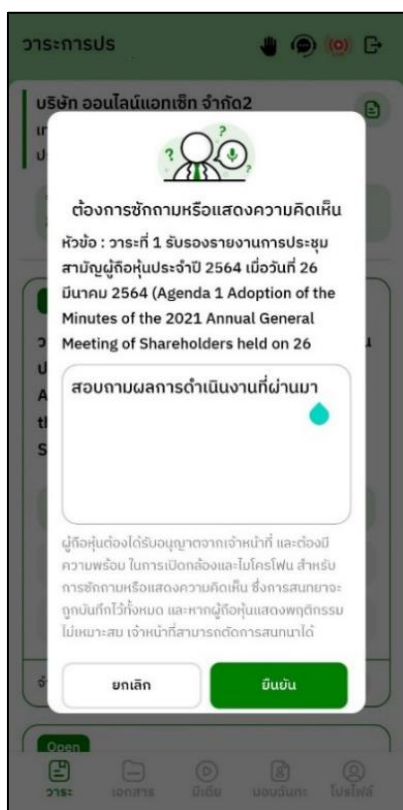 วาระการปร
บริษัท ออนไลน์แอทเซ็ท จำกัด2
ต้องการซักถามหรือแสดงความคิดเห็น
หัวข้อ : วาระที่ 1 รับรองรายงานการประชุม
สามัญผู้ถือหุ้นประจำปี 2564 เมื่อวันที่ 26
มีนาคม 2564 (Agenda 1 Adoption of the
Minutes of the 2021 Annual General
Meeting of Shareholders held on 26
สอบถามผลการดำเนินงานที่ผ่านมา
ผู้ถือหุ้นต้องได้รับอนุญาตจากเจ้าหน้าที่ และต้องมี
ความพร้อม ในการเปิดกล้องและไมโครโฟน สำหรับ
การซักถามหรือแสดงความคิดเห็น ซึ่งการสนทยาจะ
ถูกบันทึกไว้ทั้งหมด และหากผู้ถือหุ้นแสดงพฤติกรรม
ไม่เหมาะสม เจ้าหน้าที่สามารถตัดการสนทนาได้
ยกเลิก ยืนยัน
Open
วาระ เอกสาร มีเดีย มอบฉันทะ โปรไฟล์